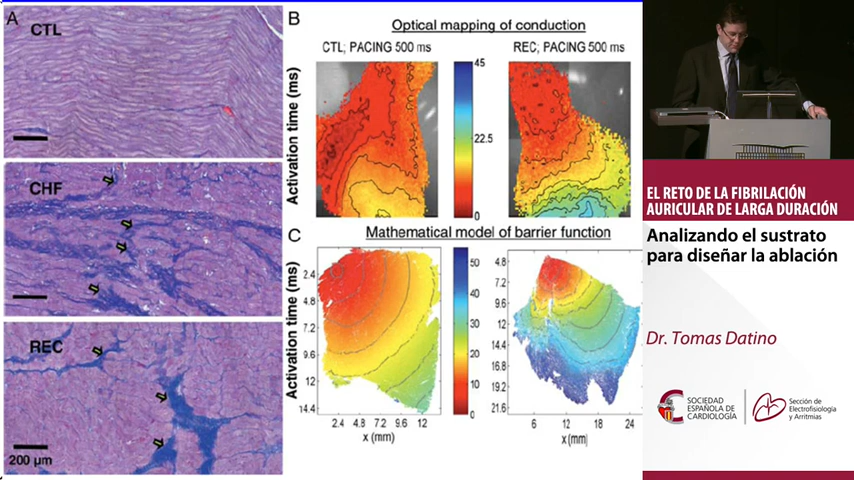 A
CTL
CHF
REC
200 µm
B
Optical mapping of conduction
CTL; PACING 500 ms
REC; PACING 500 ms
Activation time (ms)
45
22.5
0
C
Mathematical model of barrier function
Activation time (ms)
2.4
4.8
7.2
9.6
12
14.4
2.4 4.8 7.2 9.6 12
x (mm)
50
40
30
20
10
0
4.8
7.2
9.6
12
14.4
16.8
19.2
21.6
6 12 18 24
x (mm)
EL RETO DE LA FIBRILACIÓN
AURICULAR DE LARGA DURACIÓN
Analizando el sustrato
para diseñar la ablación
Dr. Tomas Datino
SOCIEDAD
ESPAÑOLA DE
CARDIOLOGÍA
Sección de
Electrofisiología
y Arritmias